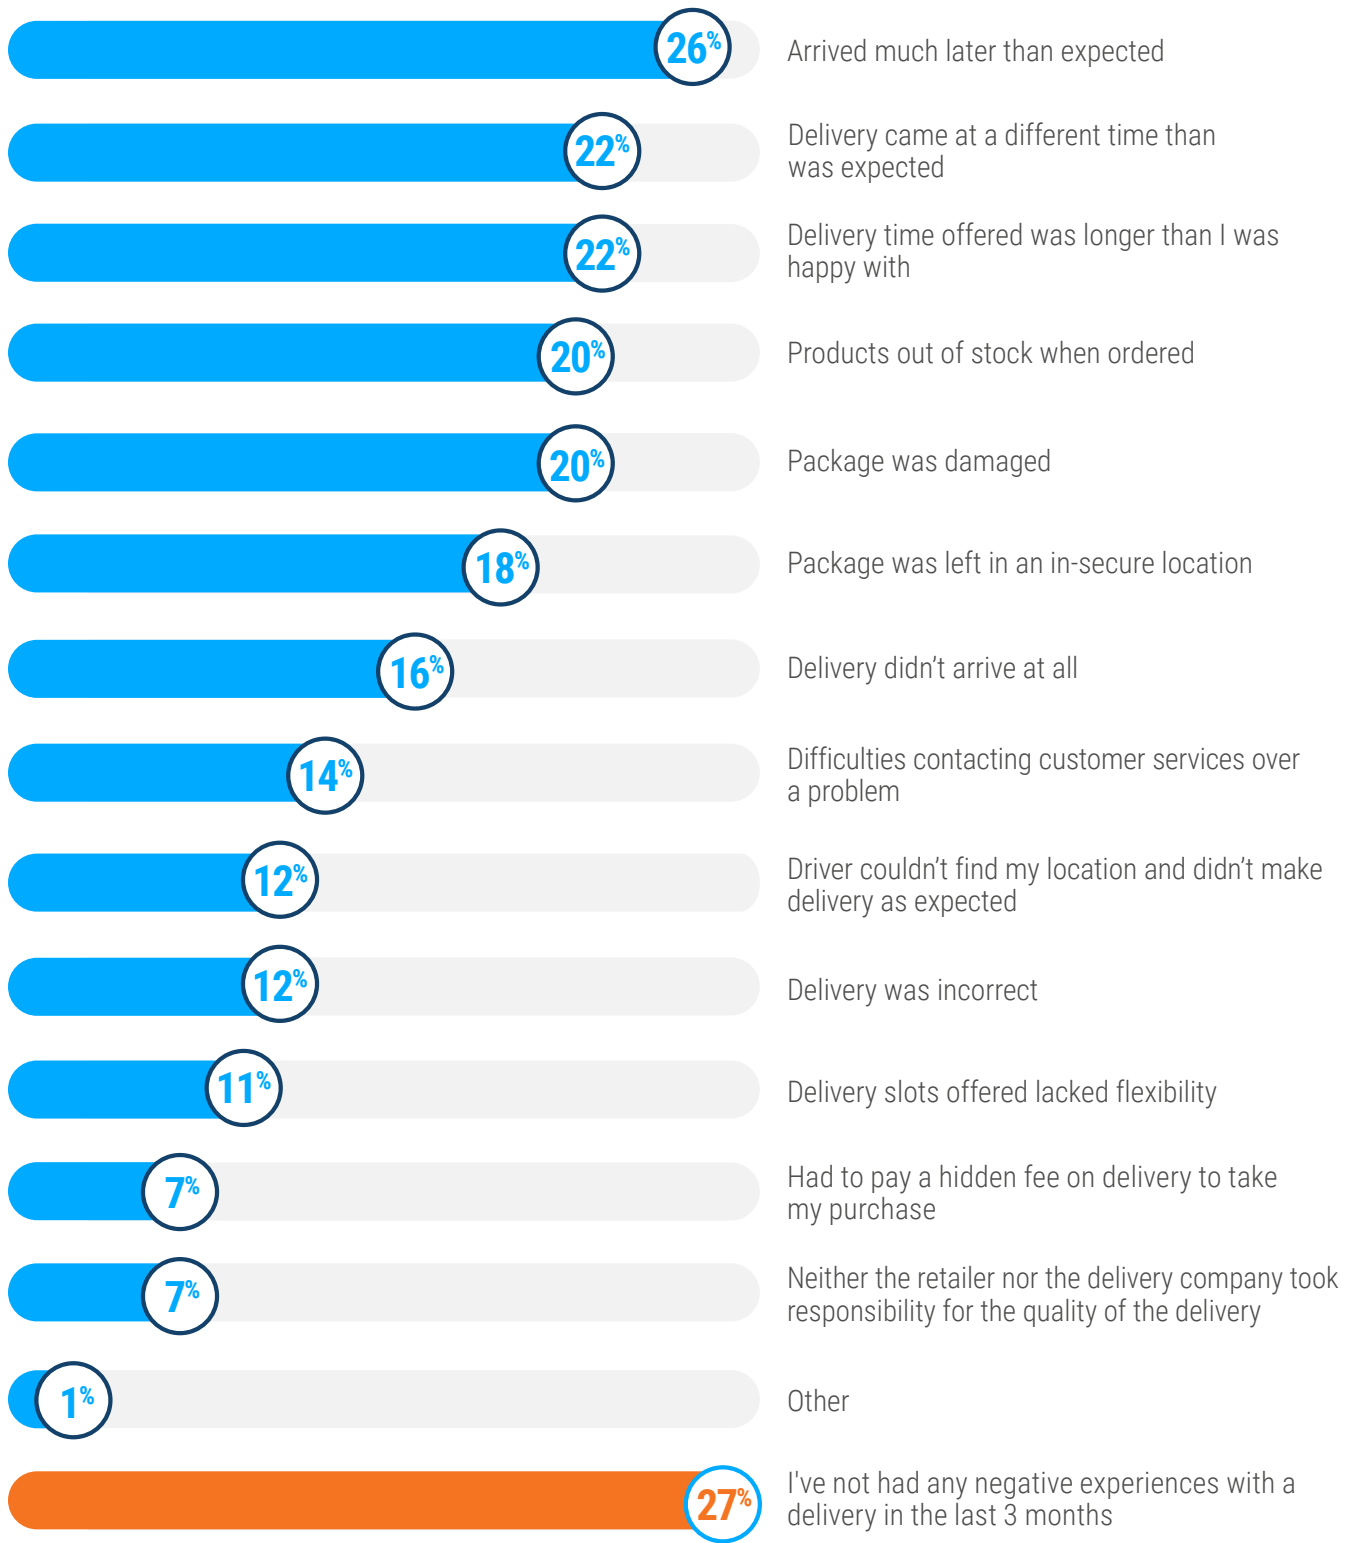 26%
Arrived much later than expected
22%
Delivery came at a different time than
was expected
22%
Delivery time offered was longer than I was
happy with
20%
Products out of stock when ordered
20%
Package was damaged
18%
Package was left in an in-secure location
16%
Delivery didn’t arrive at all
14%
Difficulties contacting customer services over
a problem
12%
Driver couldn’t find my location and didn’t make
delivery as expected
12%
Delivery was incorrect
11%
Delivery slots offered lacked flexibility
7%
Had to pay a hidden fee on delivery to take
my purchase
7%
Neither the retailer nor the delivery company took
responsibility for the quality of the delivery
1%
Other
27%
I've not had any negative experiences with a
delivery in the last 3 months